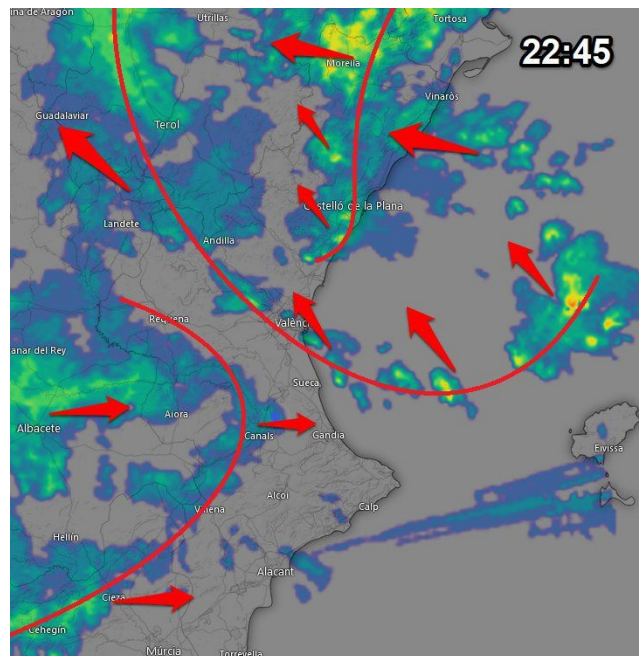 ina de Aragón
Utrillas
Tortosa
22:45
Morella
Vinaròs
Guadalaviar
Terol
Castelló de la Plana
Landete
Andilla
Requena
València
anar del Rey
Sueca
Albacete
Aiora
Canals
Gandia
Eivissa
Alcoi
Villena
Calp
Hellín
Alacant
Cieza
Cehegín
Múrcia
Torrevella